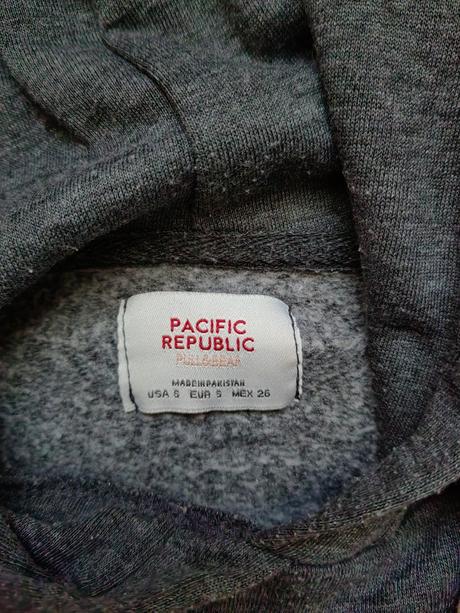 PACIFIC
REPUBLIC
PULL&BEAR
MADE IN PAKISTAN
USA S EUR S MEX 26